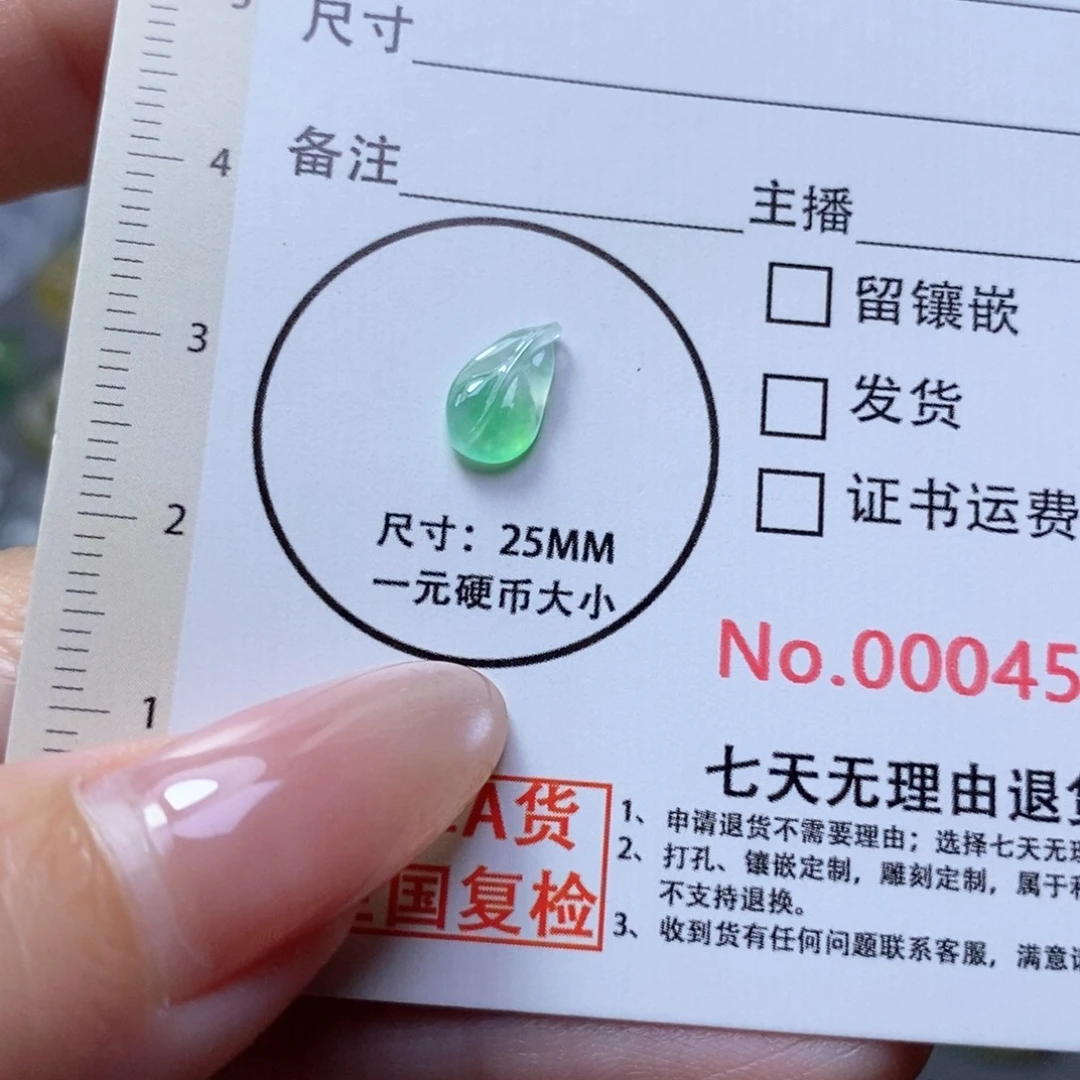 尺寸
备注
主播
4
3
2
1
留镶嵌
发货
证书运费
尺寸：25MM
一元硬币大小
No.00045
A货
国复检
七天无理由退货
1、申请退货不需要理由；选择七天无理
2、打孔、镶嵌定制，雕刻定制，属于
不支持退换。
3、收到货有任何问题联系客服，满意